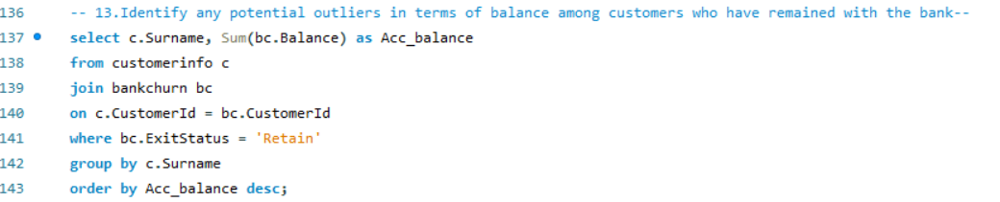 136 -- 13.Identify any potential outliers in terms of balance among customers who have remained with the bank--
137 select c.Surname, Sum(bc.Balance) as Acc_balance
138 from customerinfo c
139 join bankchurn bc
140 on c.CustomerId = bc.CustomerId
141 where bc.ExitStatus = 'Retain'
142 group by c.Surname
143 order by Acc_balance desc;